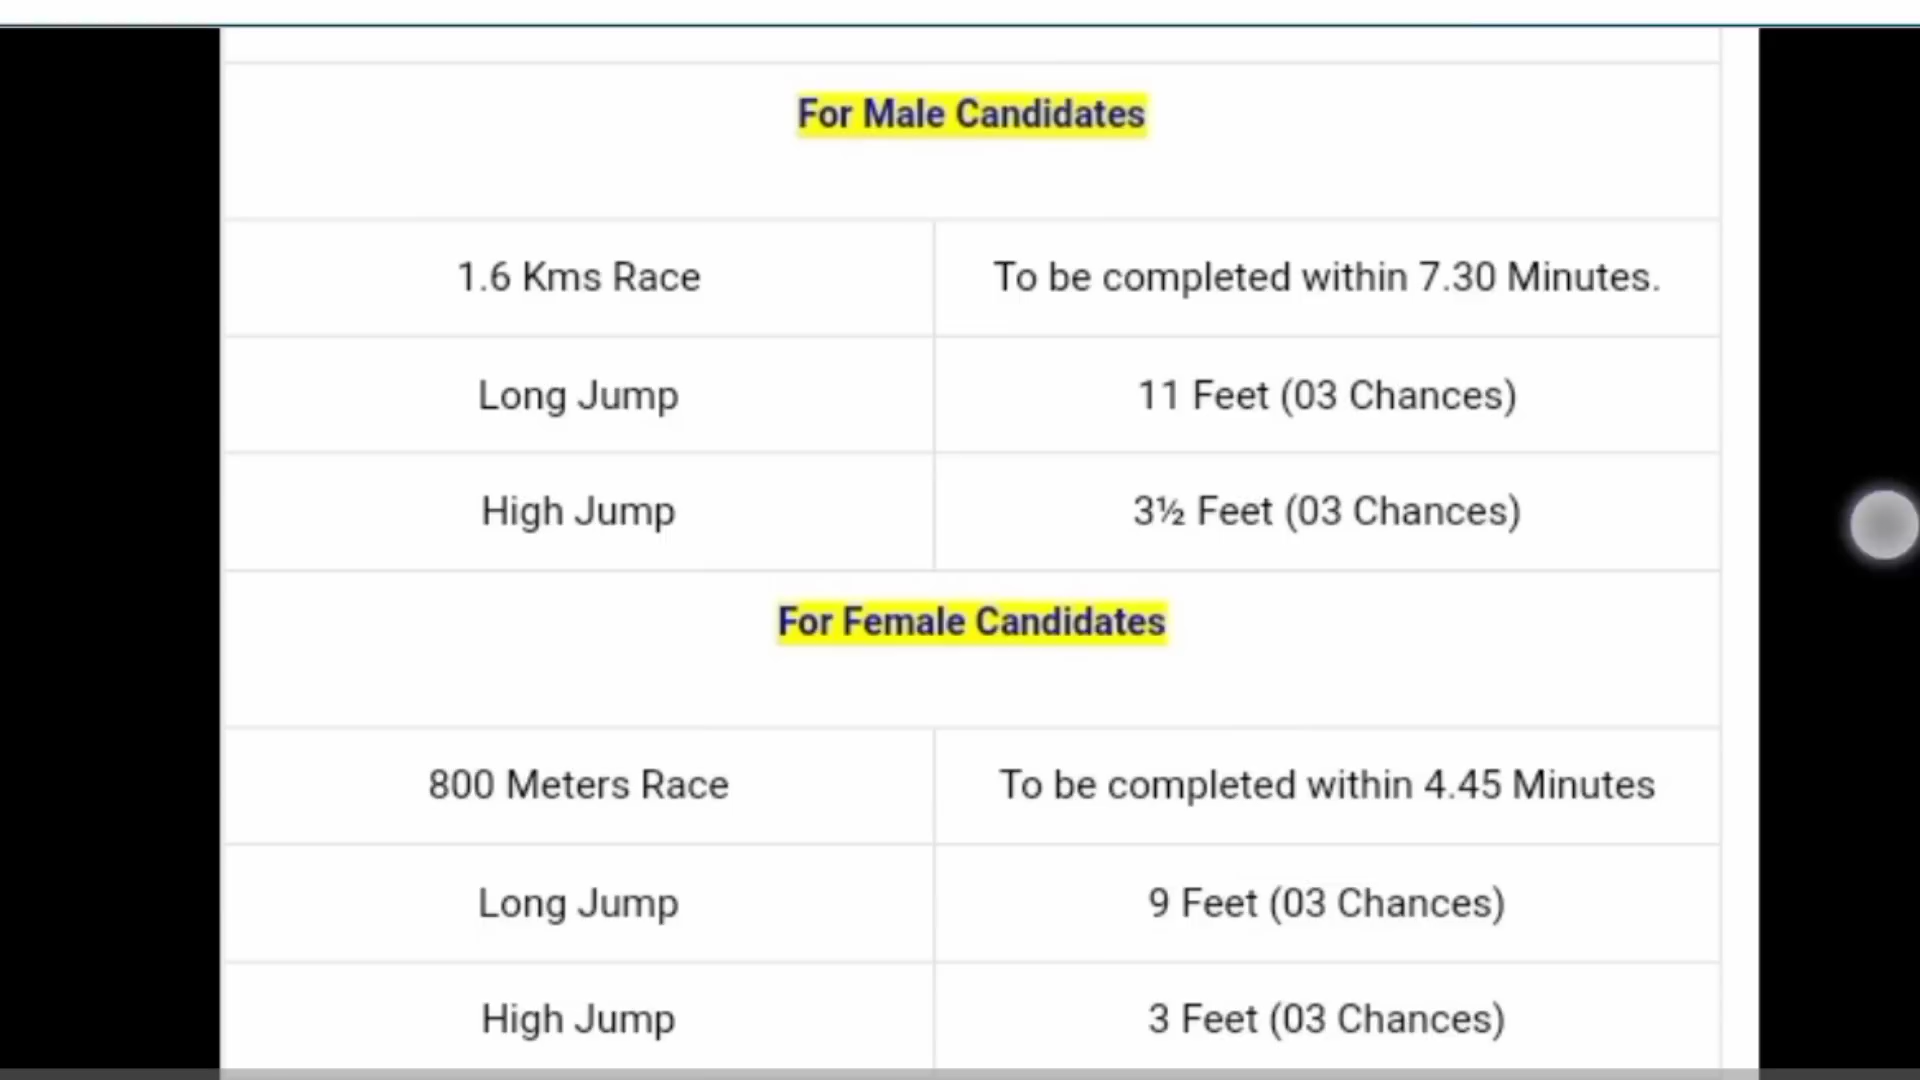 For Male Candidates
1.6 Kms Race To be completed within 7.30 Minutes.
Long Jump 11 Feet (03 Chances)
High Jump 3½ Feet (03 Chances)
For Female Candidates
800 Meters Race To be completed within 4.45 Minutes
Long Jump 9 Feet (03 Chances)
High Jump 3 Feet (03 Chances)